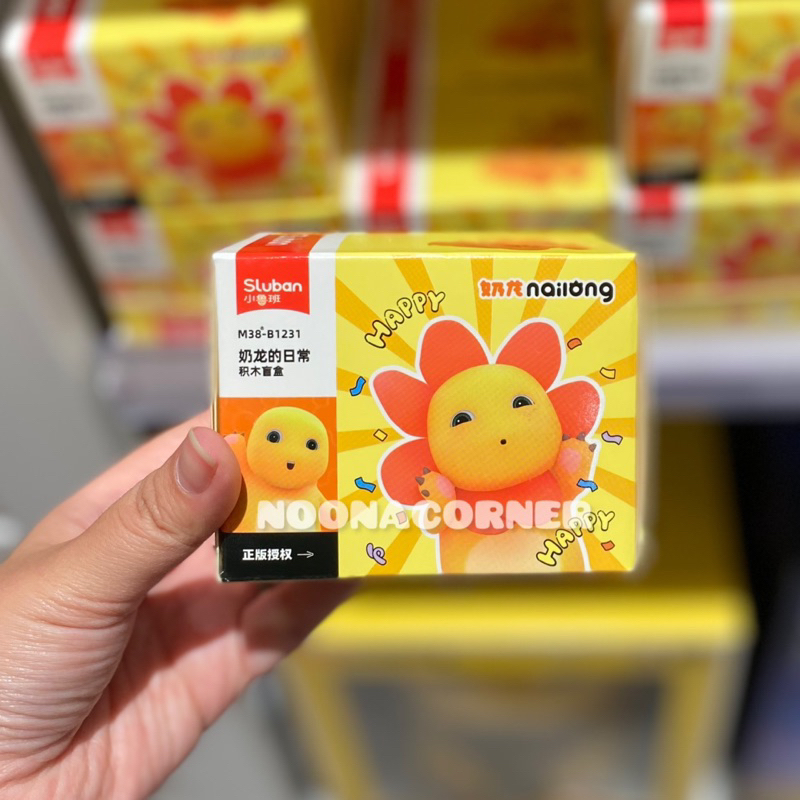 Sluban
小鲁班
M38-B1231
奶龙的日常
积木盲盒
HAPPY
奶龙 nailong
NOONA CORNER
HAPPY
正版授权 →